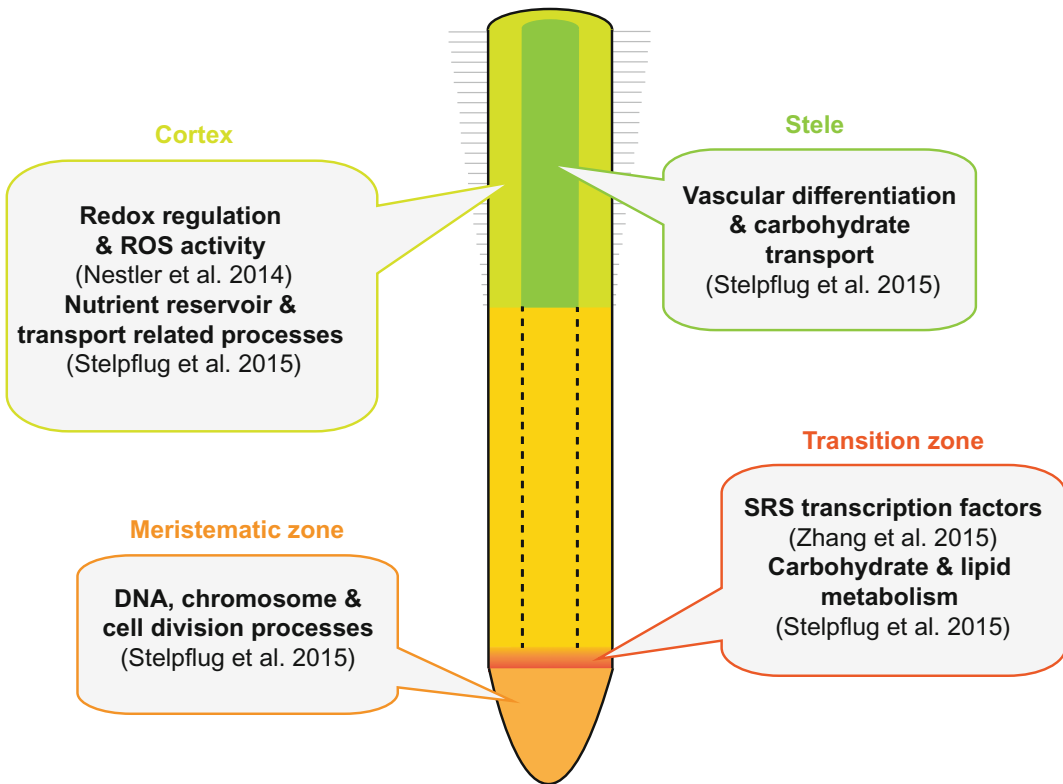 Cortex
Redox regulation
& ROS activity
(Nestler et al. 2014)
Nutrient reservoir &
transport related processes
(Stelpflug et al. 2015)
Stele
Vascular differentiation
& carbohydrate
transport
(Stelpflug et al. 2015)
Meristematic zone
DNA, chromosome &
cell division processes
(Stelpflug et al. 2015)
Transition zone
SRS transcription factors
(Zhang et al. 2015)
Carbohydrate & lipid
metabolism
(Stelpflug et al. 2015)